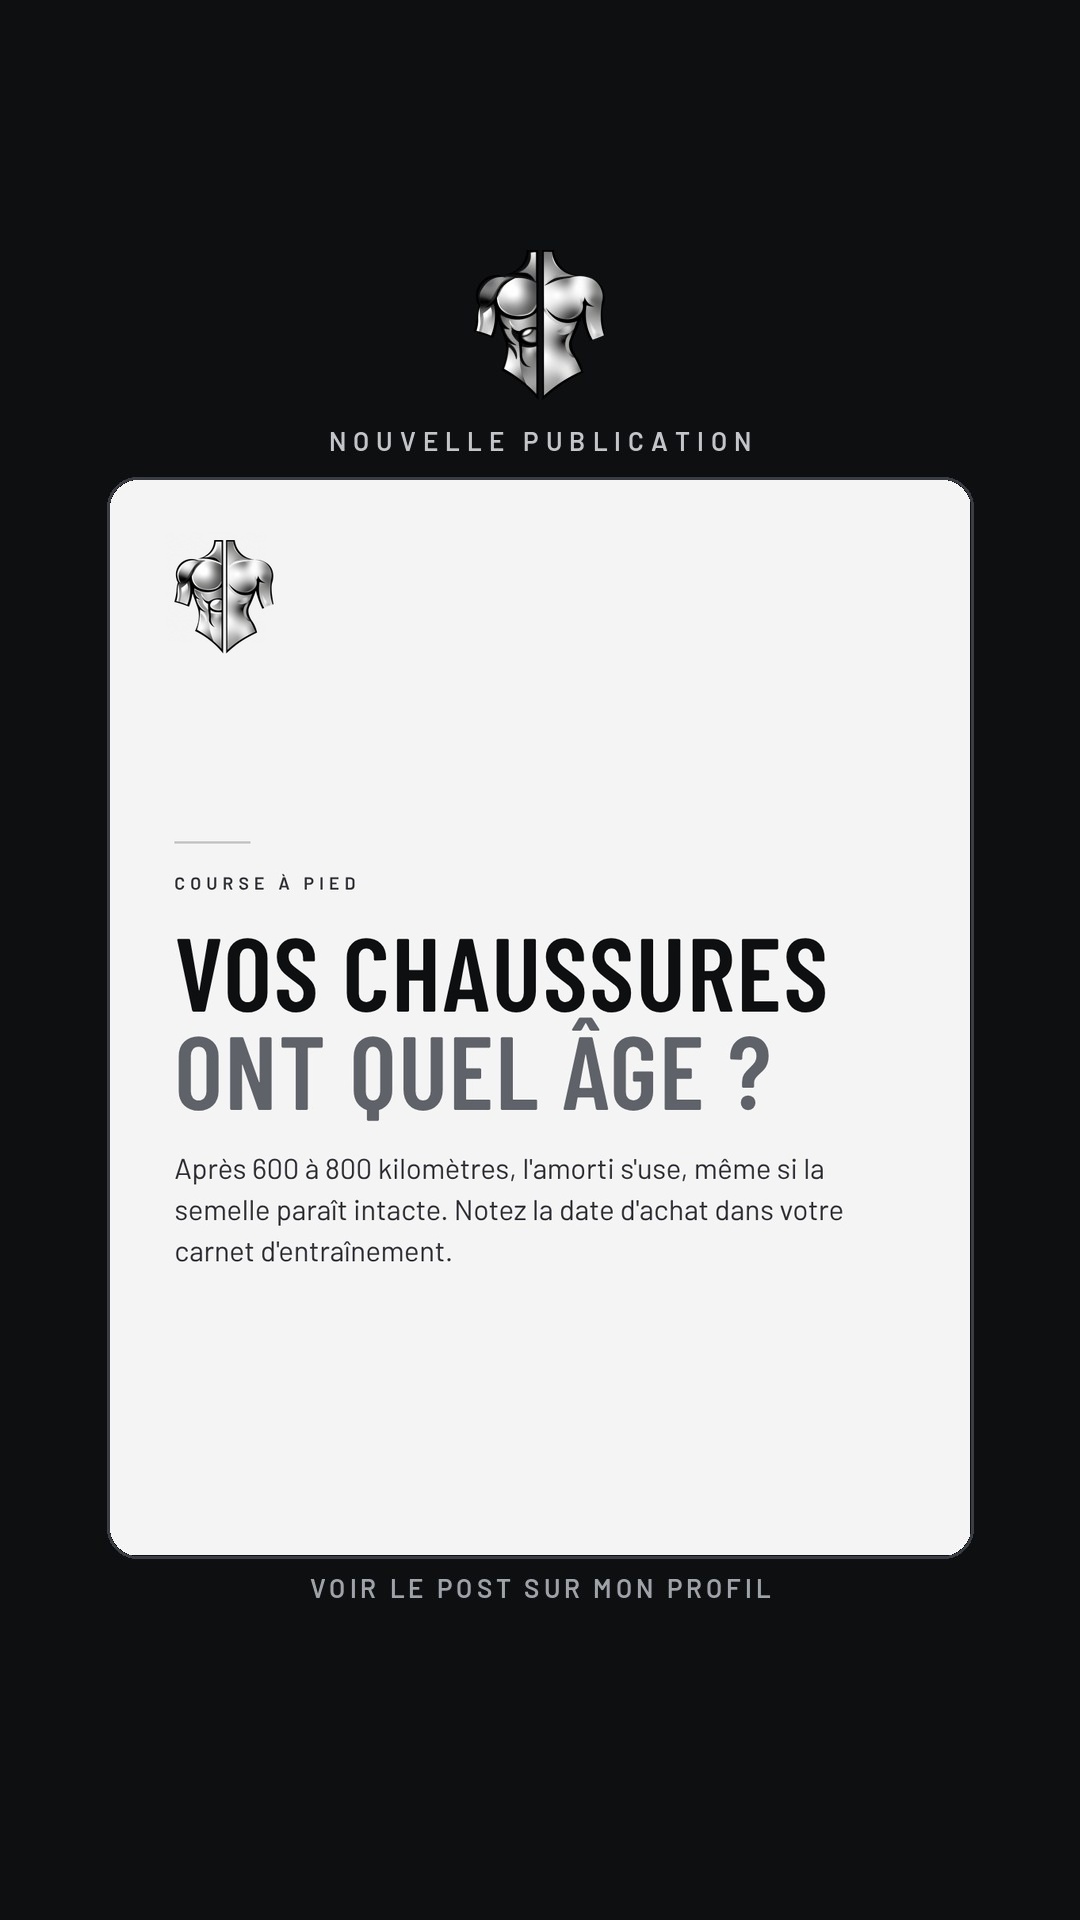 NOUVELLE PUBLICATION
COURSE À PIED
VOS CHAUSSURES
ONT QUEL ÂGE ?
Après 600 à 800 kilomètres, l'amorti s'use, même si la
semelle paraît intacte. Notez la date d'achat dans votre
carnet d'entraînement.
VOIR LE POST SUR MON PROFIL